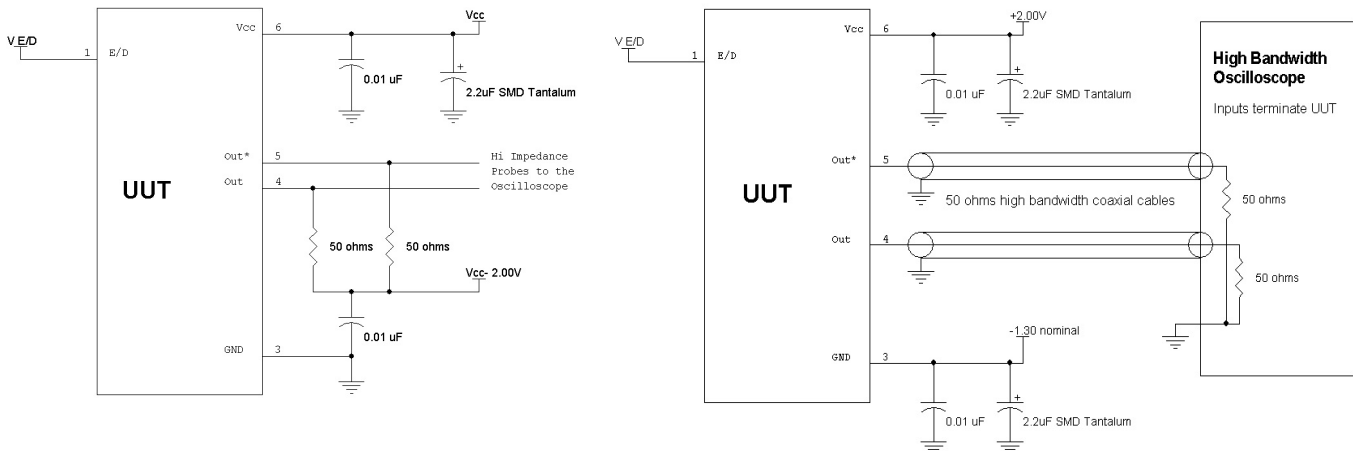 Vcc
Vcc
6
V E/D
1
E/D
0.01 uF
+
2.2uF SMD Tantalum
Out*
5
Hi Impedance
Probes to the
Oscilloscope
Out
4
UUT
50 ohms
50 ohms
Vcc- 2.00V
0.01 uF
GND
3
+2.00V
Vcc
6
V E/D
1
E/D
0.01 uF
+
2.2uF SMD Tantalum
High Bandwidth
Oscilloscope
Inputs terminate UUT
Out*
5
UUT
50 ohms high bandwidth coaxial cables
50 ohms
Out
4
50 ohms
-1.30 nominal
GND
3
0.01 uF
+
2.2uF SMD Tantalum